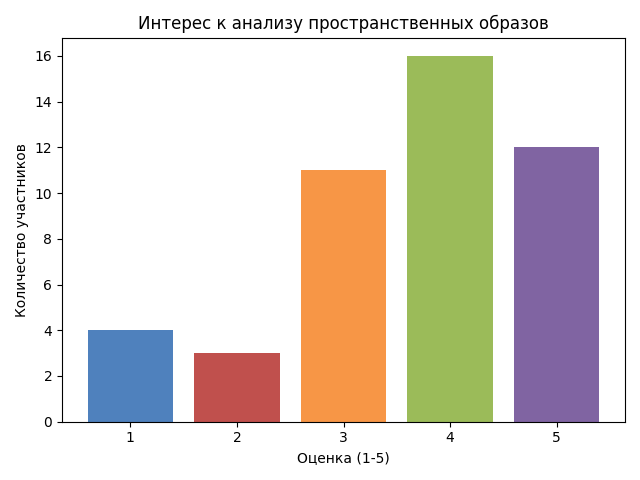 Интерес к анализу пространственных образов
Количество участников
16
14
12
10
8
6
4
2
0
1 2 3 4 5
Оценка (1-5)